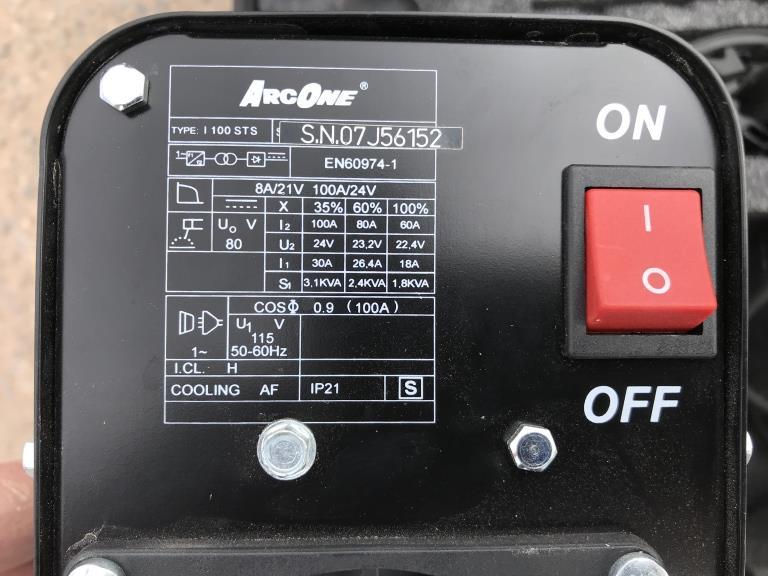 ARCONE®
TYPE: I 100 STS S.N.07J56152
1~ EN60974-1
8A/21V 100A/24V
X 35% 60% 100%
U₀ V 80 I₂ 100A 80A 60A
U₂ 24V 23,2V 22,4V
I₁ 30A 26,4A 18A
S₁ 3,1KVA 2,4KVA 1,8KVA
COSΦ 0.9 (100A)
U₁ V
115
1~ 50-60Hz
I.CL. H
COOLING AF IP21 S
ON
I
O
OFF